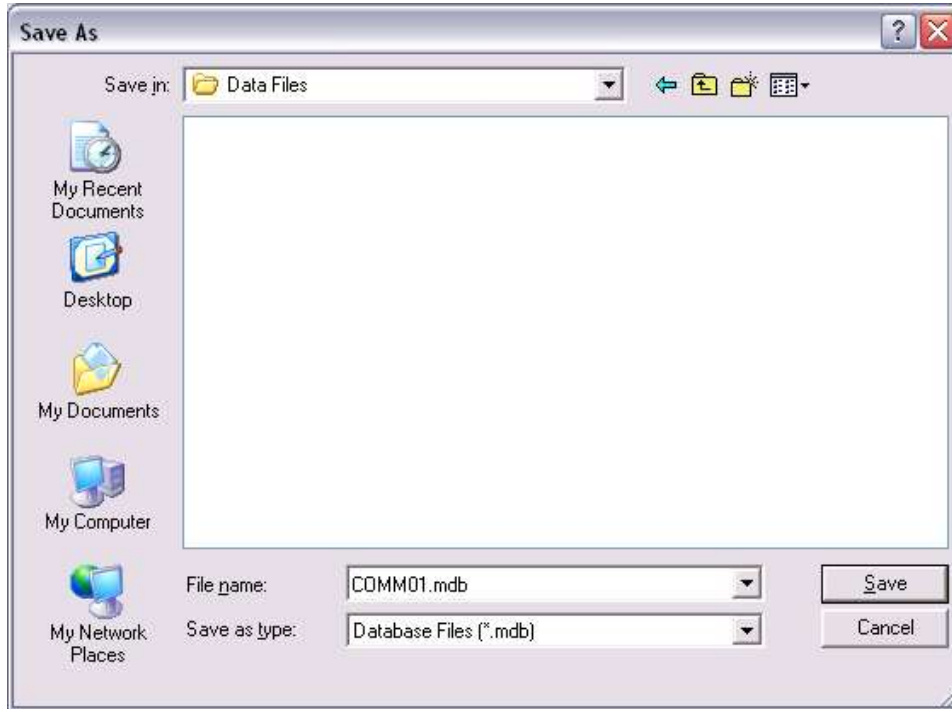 Save As
?
Save in:
Data Files
My Recent
Documents
Desktop
My Documents
My Computer
My Network
Places
File name:
COMM01.mdb
Save
Save as type:
Database Files (*.mdb)
Cancel